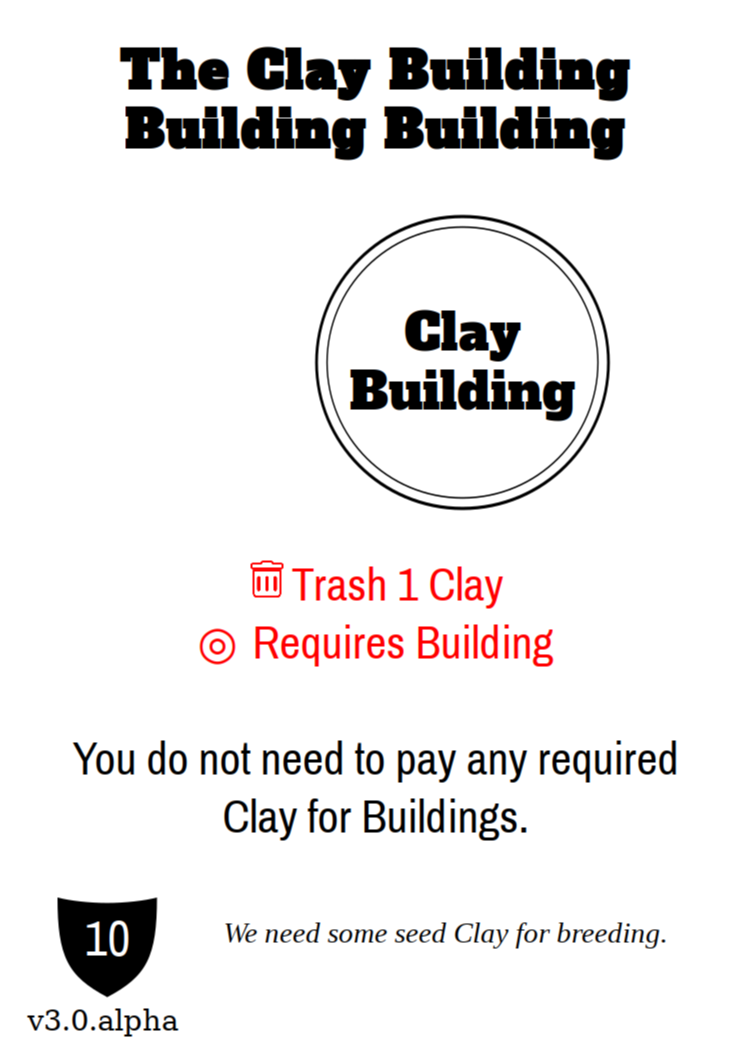 The Clay Building
Building Building
Clay
Building
Trash 1 Clay
Requires Building
You do not need to pay any required
Clay for Buildings.
10
We need some seed Clay for breeding.
v3.0.alpha